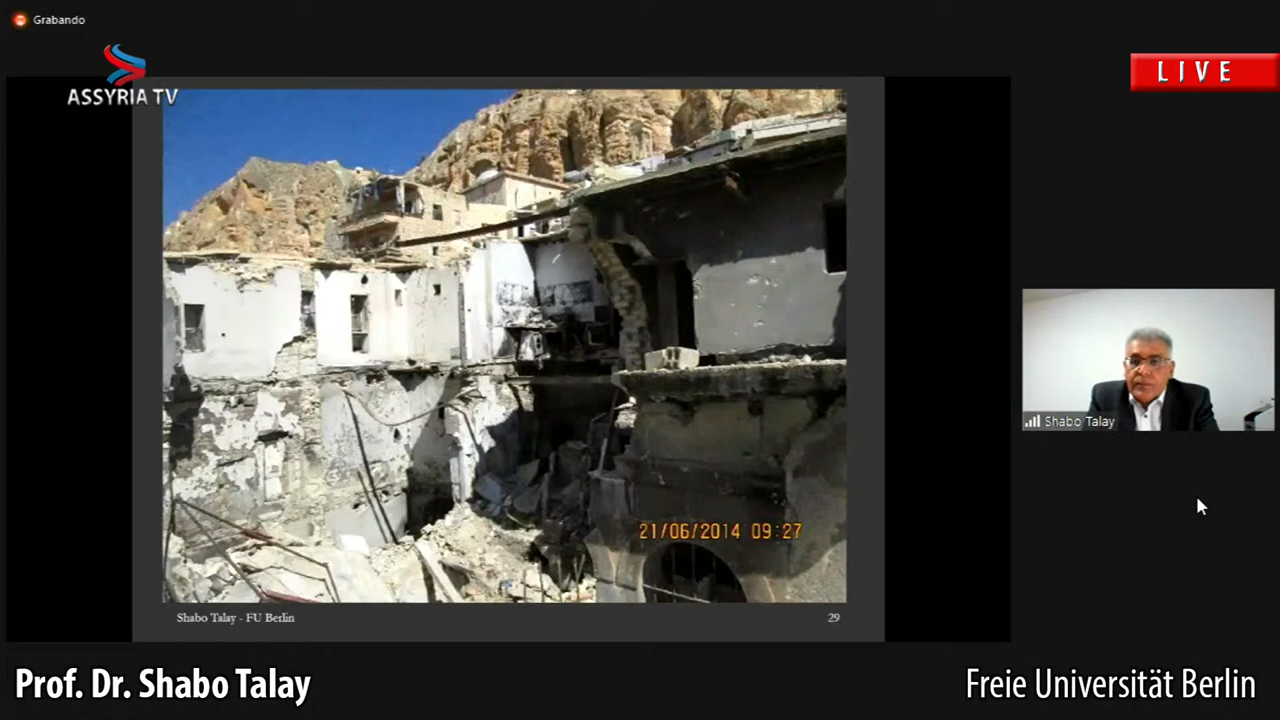 Grabando
ASSYRIA TV
LIVE
21/06/2014 09:27
Shabo Talay - FU Berlin
29
Shabo Talay
Prof. Dr. Shabo Talay
Freie Universität Berlin